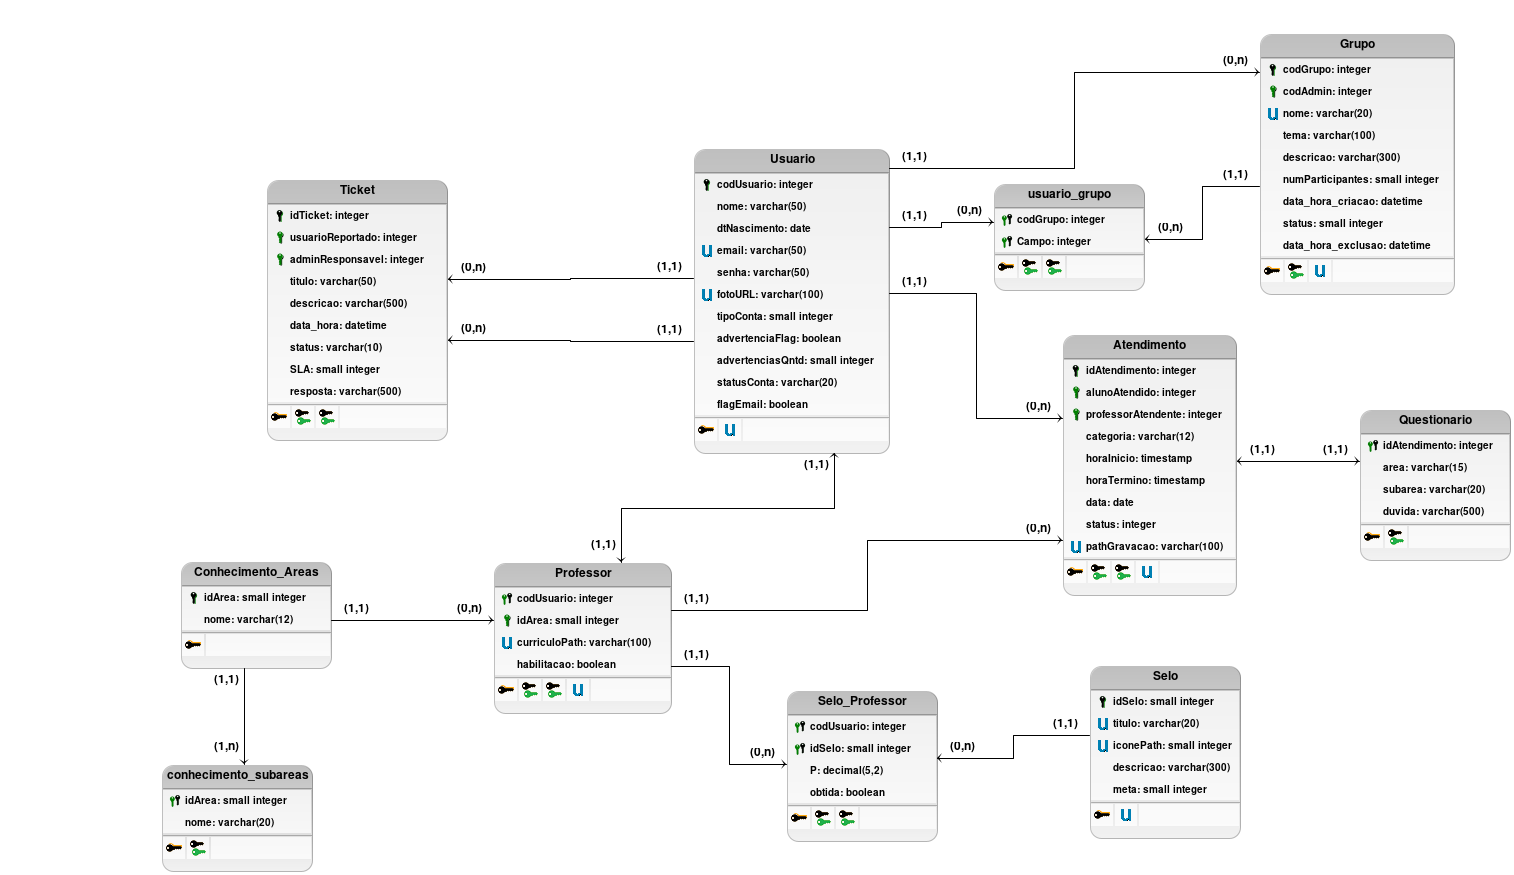 Grupo
codGrupo: integer
codAdmin: integer
U nome: varchar(20)
tema: varchar(100)
descricao: varchar(300)
numParticipantes: small integer
data_hora_criacao: datetime
status: small integer
data_hora_exclusao: datetime
U
(0,n)
(1,1)
Usuario
codUsuario: integer
nome: varchar(50)
dtNascimento: date
U email: varchar(50)
senha: varchar(50)
U fotoURL: varchar(100)
tipoConta: small integer
advertenciaFlag: boolean
advertenciasQntd: small integer
statusConta: varchar(20)
flagEmail: boolean
U
(1,1)
(1,1)
(1,1)
(1,1)
(1,1)
(1,1)
usuario_grupo
codGrupo: integer
Campo: integer
(0,n)
(0,n)
Ticket
idTicket: integer
usuarioReportado: integer
adminResponsavel: integer
titulo: varchar(50)
descricao: varchar(500)
data_hora: datetime
status: varchar(10)
SLA: small integer
resposta: varchar(500)
(0,n)
(0,n)
Atendimento
idAtendimento: integer
alunoAtendido: integer
professorAtendente: integer
categoria: varchar(12)
horaInicio: timestamp
horaTermino: timestamp
data: date
status: integer
U pathGravacao: varchar(100)
U
(0,n)
(0,n)
(1,1)
(1,1)
Questionario
idAtendimento: integer
area: varchar(15)
subarea: varchar(20)
duvida: varchar(500)
Conhecimento_Areas
idArea: small integer
nome: varchar(12)
(1,1)
(0,n)
(1,1)
(1,n)
conhecimento_subareas
idArea: small integer
nome: varchar(20)
(1,1)
Professor
codUsuario: integer
idArea: small integer
U curriculoPath: varchar(100)
habilitacao: boolean
U
(1,1)
(1,1)
(0,n)
Selo_Professor
codUsuario: integer
idSelo: small integer
P: decimal(5,2)
obtida: boolean
(0,n)
(1,1)
Selo
idSelo: small integer
U titulo: varchar(20)
U iconePath: small integer
descricao: varchar(300)
meta: small integer
U